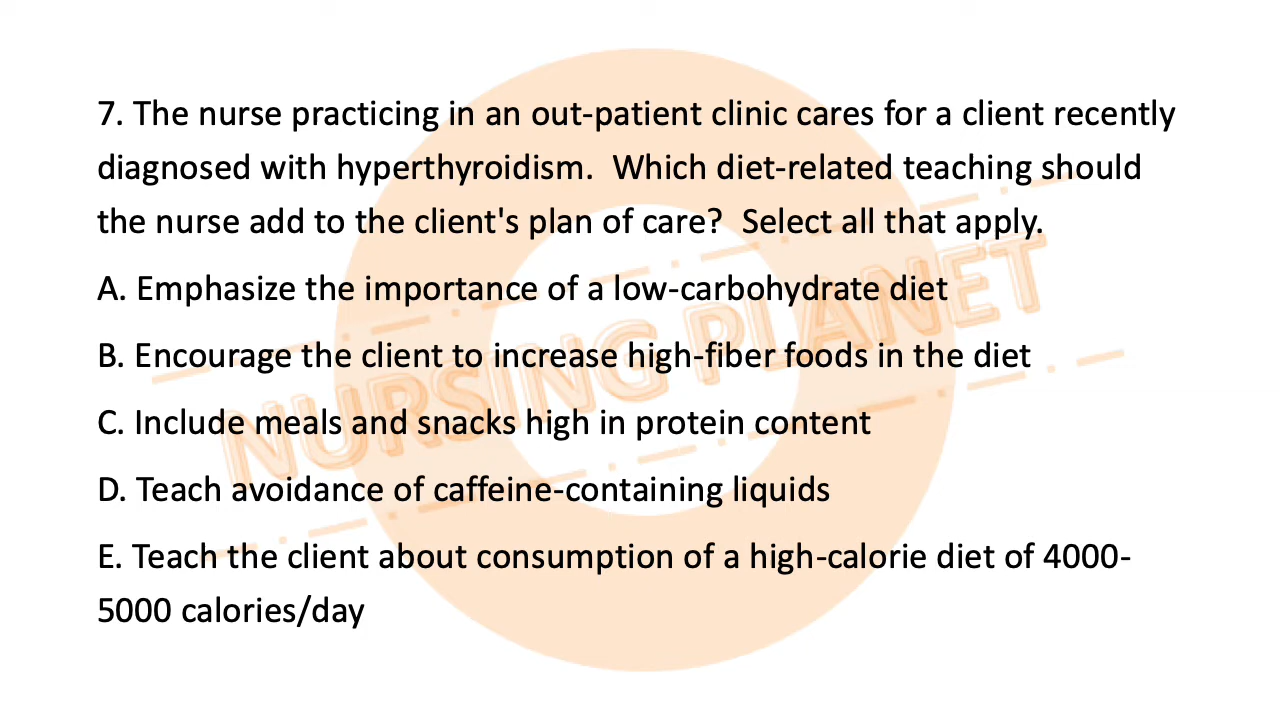 7. The nurse practicing in an out-patient clinic cares for a client recently
diagnosed with hyperthyroidism.  Which diet-related teaching should
the nurse add to the client's plan of care?  Select all that apply.
A. Emphasize the importance of a low-carbohydrate diet
B. Encourage the client to increase high-fiber foods in the diet
C. Include meals and snacks high in protein content
D. Teach avoidance of caffeine-containing liquids
E. Teach the client about consumption of a high-calorie diet of 4000-
5000 calories/day
NURSING PLANET